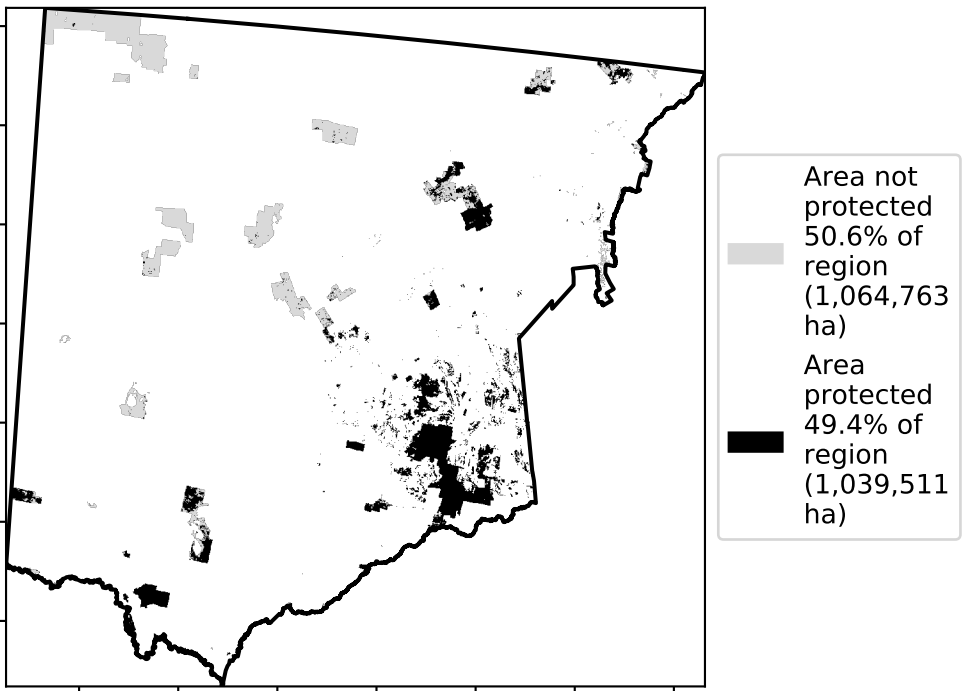 Area not
protected
50.6% of
region
(1,064,763
ha)
Area
protected
49.4% of
region
(1,039,511
ha)